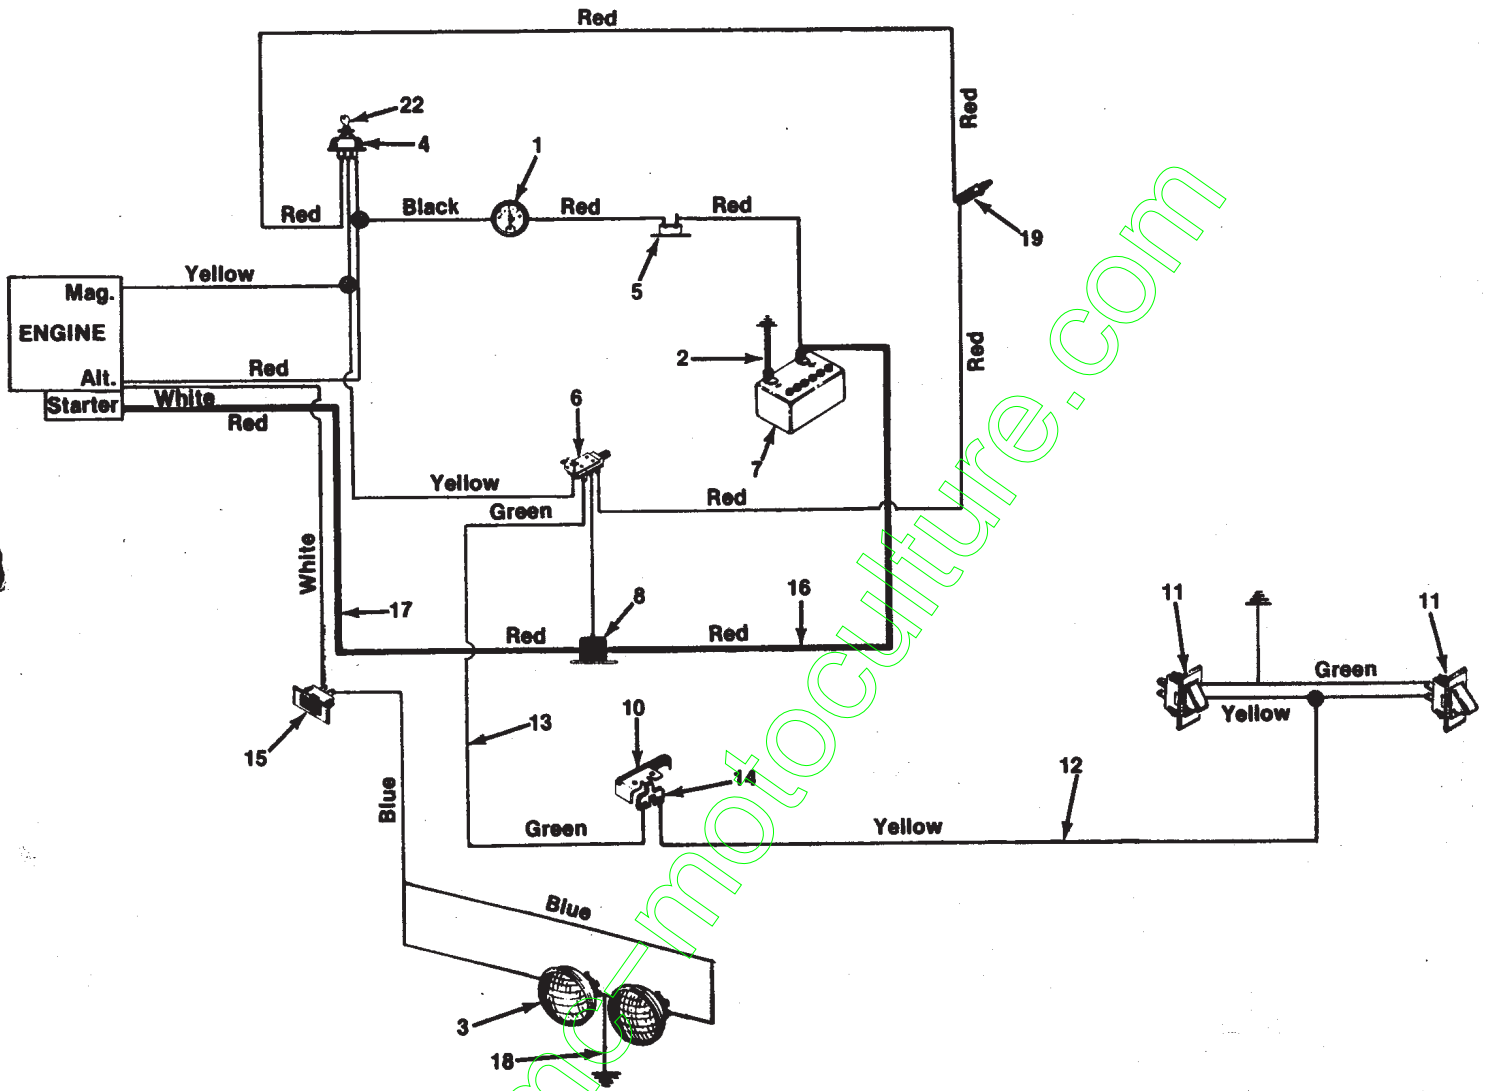 Red
22
4
1
Red
Red
Black
Red
Red
19
5
Yellow
Mag.
ENGINE
Red
Alt.
White
Starter
Red
2
Red
6
7
Yellow
Red
Green
White
17
8
16
Red
Red
11
11
Green
Yellow
15
13
10
14
12
Blue
Green
Yellow
Blue
3
18
mc-motoculture.com